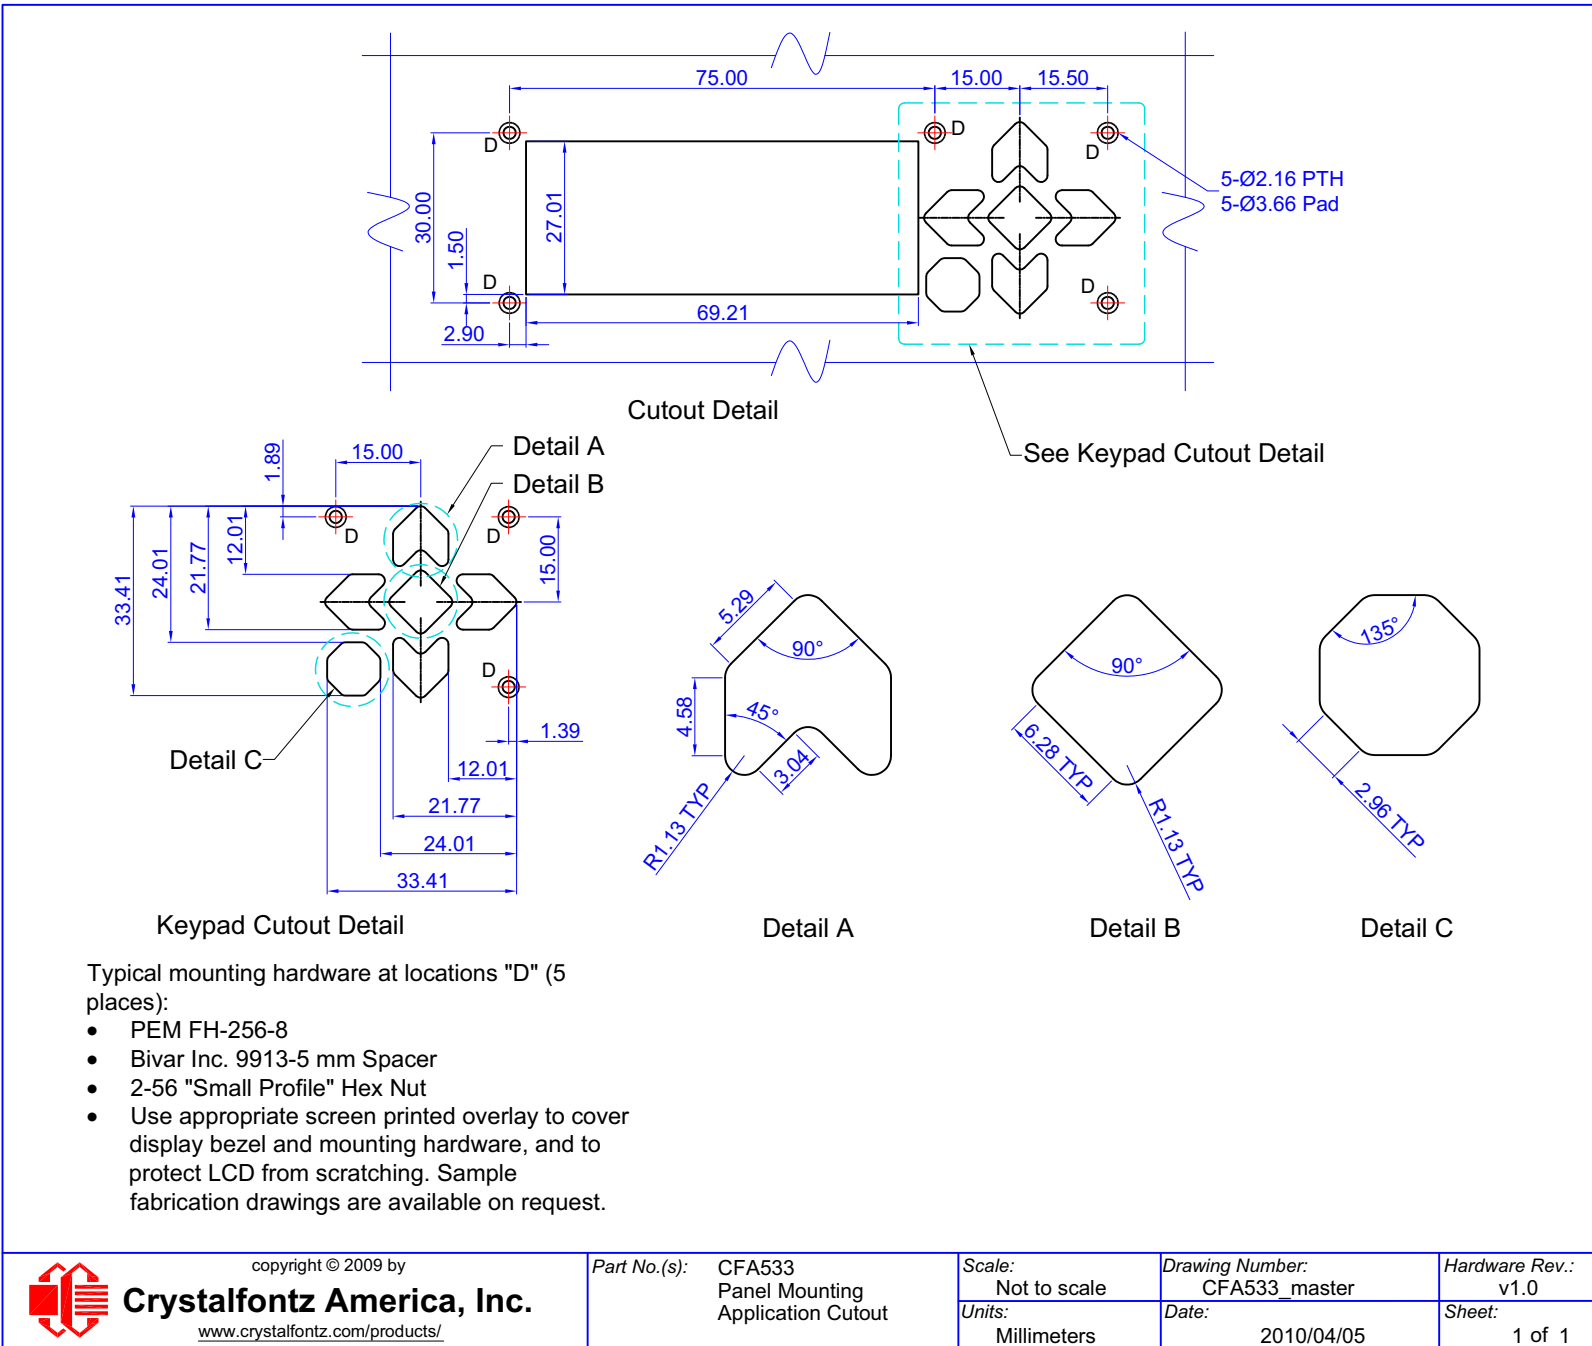 75.00
15.00
15.50
D
D
D
D
D
5-Ø2.16 PTH
5-Ø3.66 Pad
30.00
1.50
27.01
69.21
2.90
Cutout Detail
See Keypad Cutout Detail
1.89
15.00
Detail A
Detail B
D
D
D
33.41
24.01
21.77
12.01
15.00
1.39
12.01
21.77
24.01
33.41
Detail C
Keypad Cutout Detail
5.29
90°
4.58
45°
3.04
R1.13 TYP
Detail A
90°
6.28 TYP
R1.13 TYP
Detail B
135°
2.96 TYP
Detail C
Typical mounting hardware at locations "D" (5
places):
• PEM FH-256-8
• Bivar Inc. 9913-5 mm Spacer
• 2-56 "Small Profile" Hex Nut
• Use appropriate screen printed overlay to cover
display bezel and mounting hardware, and to
protect LCD from scratching. Sample
fabrication drawings are available on request.
copyright © 2009 by
Crystalfontz America, Inc.
www.crystalfontz.com/products/
Part No.(s): CFA533
Panel Mounting
Application Cutout
Scale:
Not to scale
Units:
Millimeters
Drawing Number:
CFA533_master
Date:
2010/04/05
Hardware Rev.:
v1.0
Sheet:
1 of 1